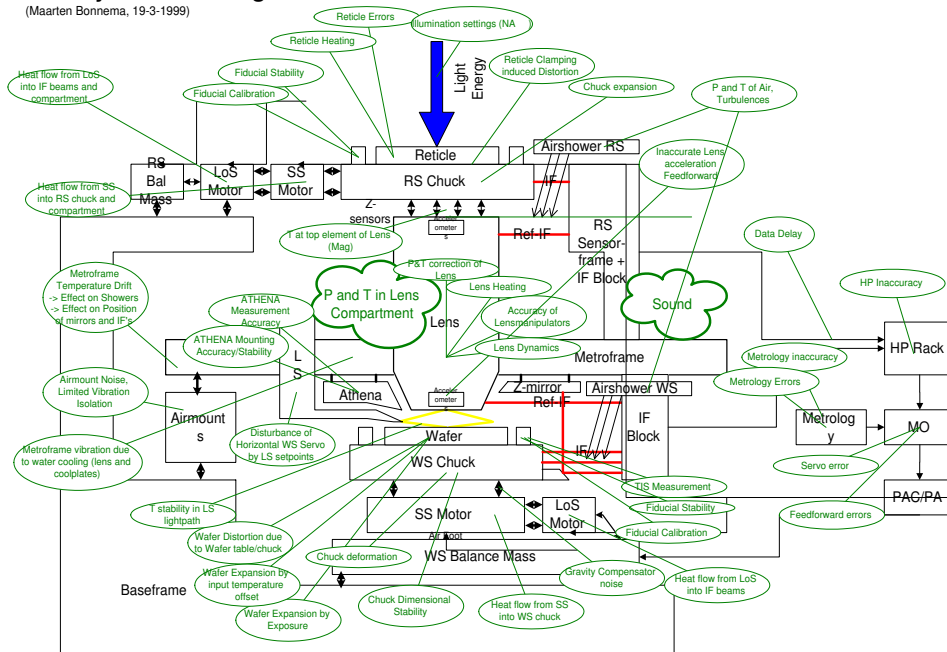 (Maarten Bonnema, 19-3-1999)
Reticle Errors
Illumination settings (NA
Reticle Heating
Light
Energy
Reticle Clamping
induced Distortion
Heat flow from LoS
into IF beams and
compartment
Fiducial Stability
Fiducial Calibration
Chuck expansion
P and T of Air,
Turbulences
Airshower RS
Reticle
Inaccurate Lens
acceleration
Feedforward
RS
Bal
Mass
LoS
Motor
SS
Motor
RS Chuck
IF
Heat flow from SS
into RS chuck and
compartment
Z-
sensors
Acceler
ometer
s
Ref-IF
RS
Sensor-
frame +
IF Block
Data Delay
T at top element of Lens
(Mag)
Metroframe
Temperature Drift
-> Effect on Showers
-> Effect on Position
of mirrors and IF's
P&T correction of
Lens
Lens Heating
HP Inaccuracy
P and T in Lens
Compartment
Sound
ATHENA
Measurement
Accuracy
Accuracy of
Lensmanipulators
Lens
HP Rack
ATHENA Mounting
Accuracy/Stability
Lens Dynamics
Metroframe
Metrology inaccuracy
L
S
Airmount Noise,
Limited Vibration
Isolation
Athena
Acceler
ometer
s
Z-mirror
Ref-IF
Airshower WS
Metrology Errors
Airmount
s
IF
Block
Metrolog
y
MO
Disturbance of
Horizontal WS Servo
by LS setpoints
Wafer
Metroframe vibration due
to water cooling (lens and
coolplates)
WS Chuck
IF
Servo error
TIS Measurement
PAC/PA
T stability in LS
lightpath
SS Motor
LoS
Motor
Fiducial Stability
Feedforward errors
Fiducial Calibration
Wafer Distortion due
to Wafer table/chuck
Air Foot
Chuck deformation
WS Balance Mass
Baseframe
Wafer Expansion by
input temperature
offset
Gravity Compensator
noise
Heat flow from LoS
into IF beams
Chuck Dimensional
Stability
Heat flow from SS
into WS chuck
Wafer Expansion by
Exposure